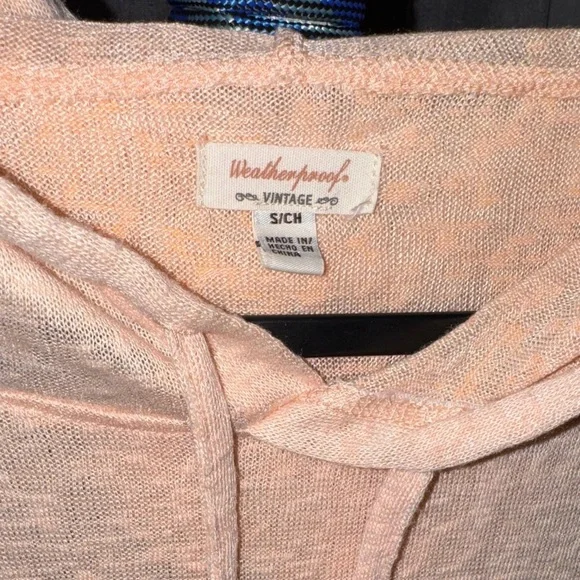 Weatherproof®
VINTAGE
S/CH
MADE IN/
HECHO EN
CHINA